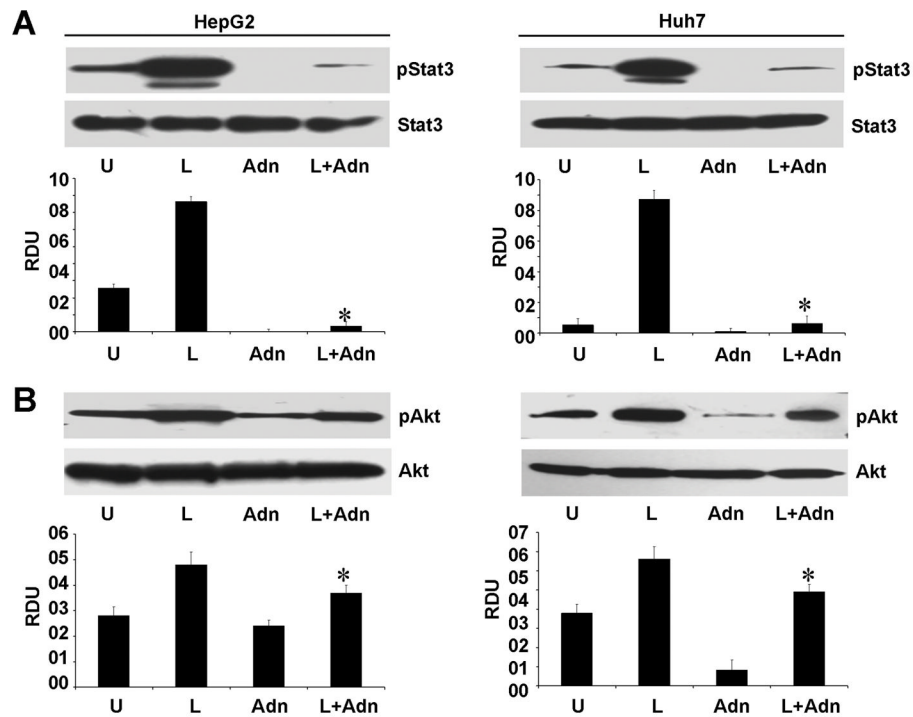 A
HepG2
Huh7
pStat3
pStat3
Stat3
Stat3
U L Adn L+Adn
U L Adn L+Adn
10
08
06
04
02
00
RDU
*
U L Adn L+Adn
10
08
06
04
02
00
RDU
*
U L Adn L+Adn
B
pAkt
pAkt
Akt
Akt
U L Adn L+Adn
U L Adn L+Adn
06
05
04
03
02
01
00
RDU
*
U L Adn L+Adn
07
06
05
04
03
02
01
00
RDU
*
U L Adn L+Adn